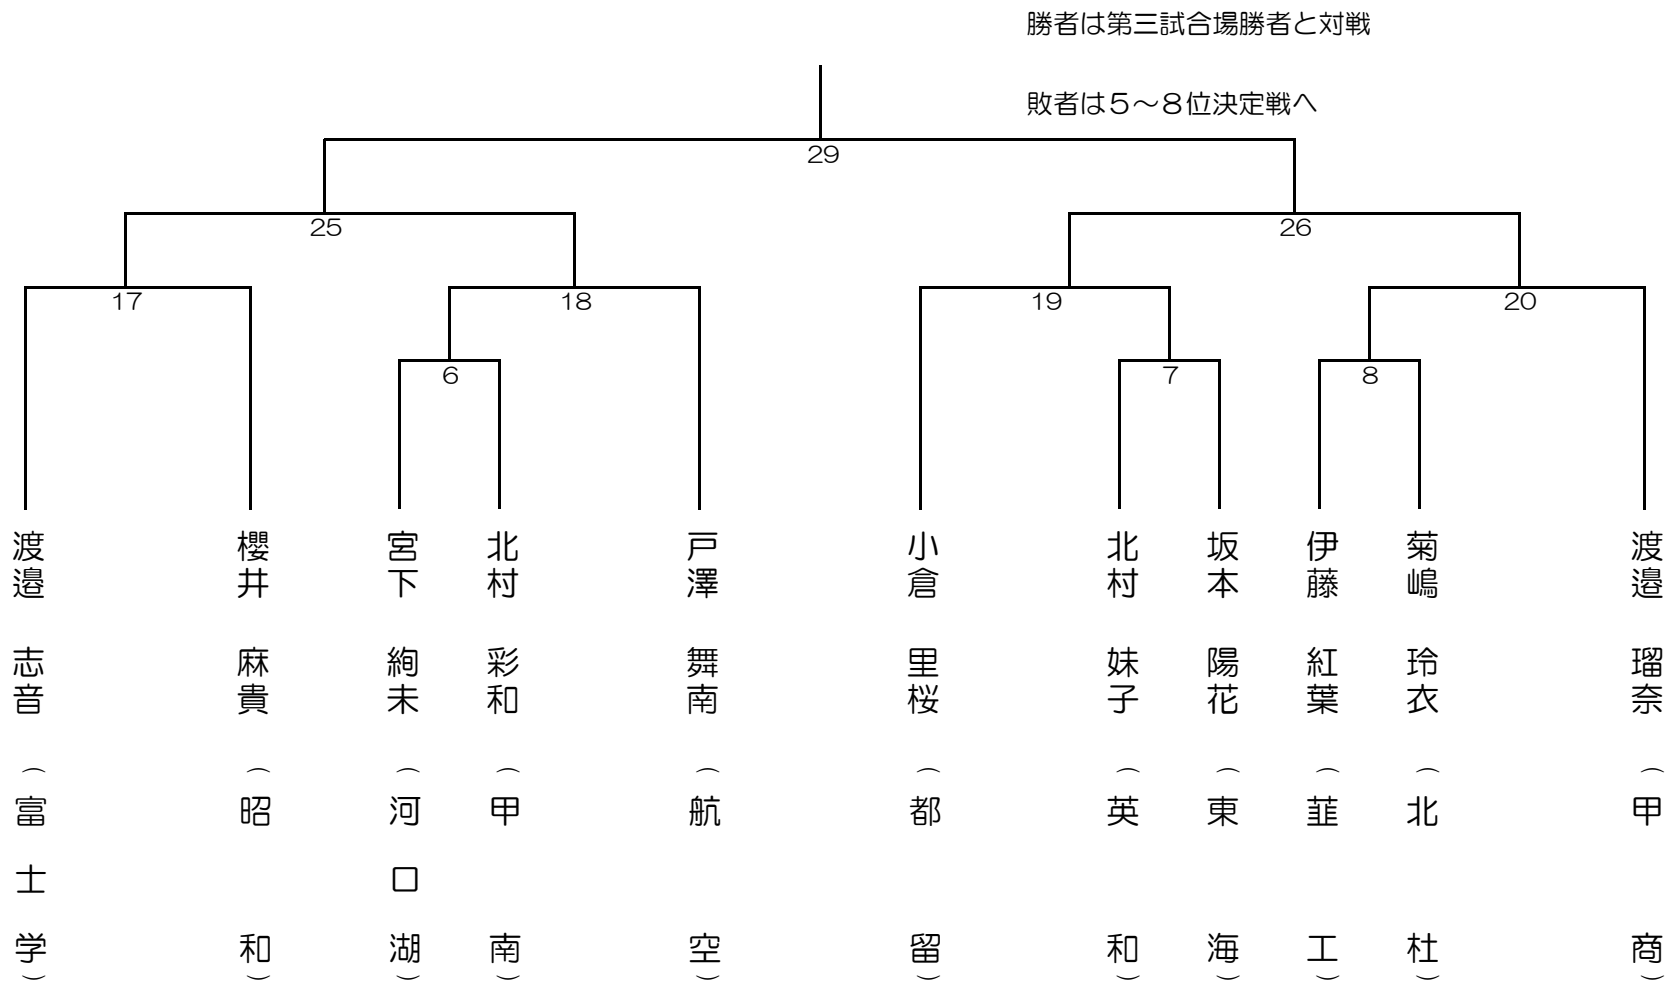 勝者は第三試合場勝者と対戦
敗者は5～8位決定戦へ
29
25
26
17
18
19
20
6
7
8
渡邉 志音 （富士学）
櫻井 麻貴 （昭和）
宮下 絢未 （河口湖）
北村 彩和 （甲南）
戸澤 舞南 （航空）
小倉 里桜 （都留）
北村 妹子 （英和）
坂本 陽花 （東海）
伊藤 紅葉 （韮工）
菊嶋 玲衣 （北杜）
渡邉 瑠奈 （甲商）